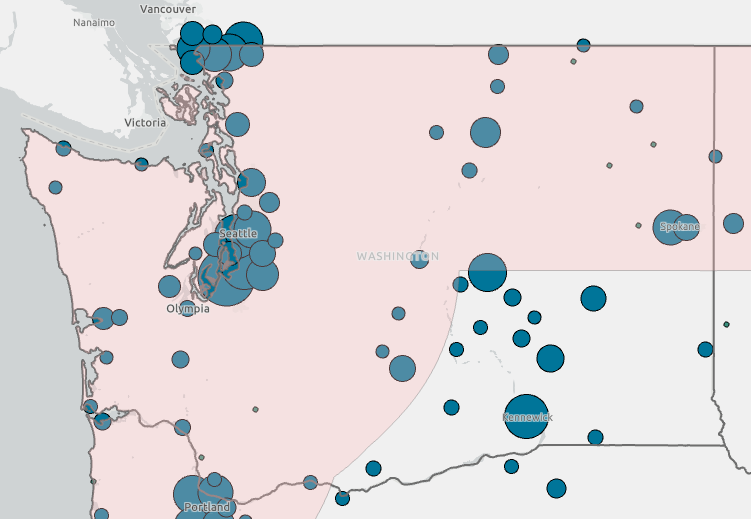 Vancouver
Nanaimo
Victoria
Seattle
Spokane
WASHINGTON
Olympia
Kennewick
Portland